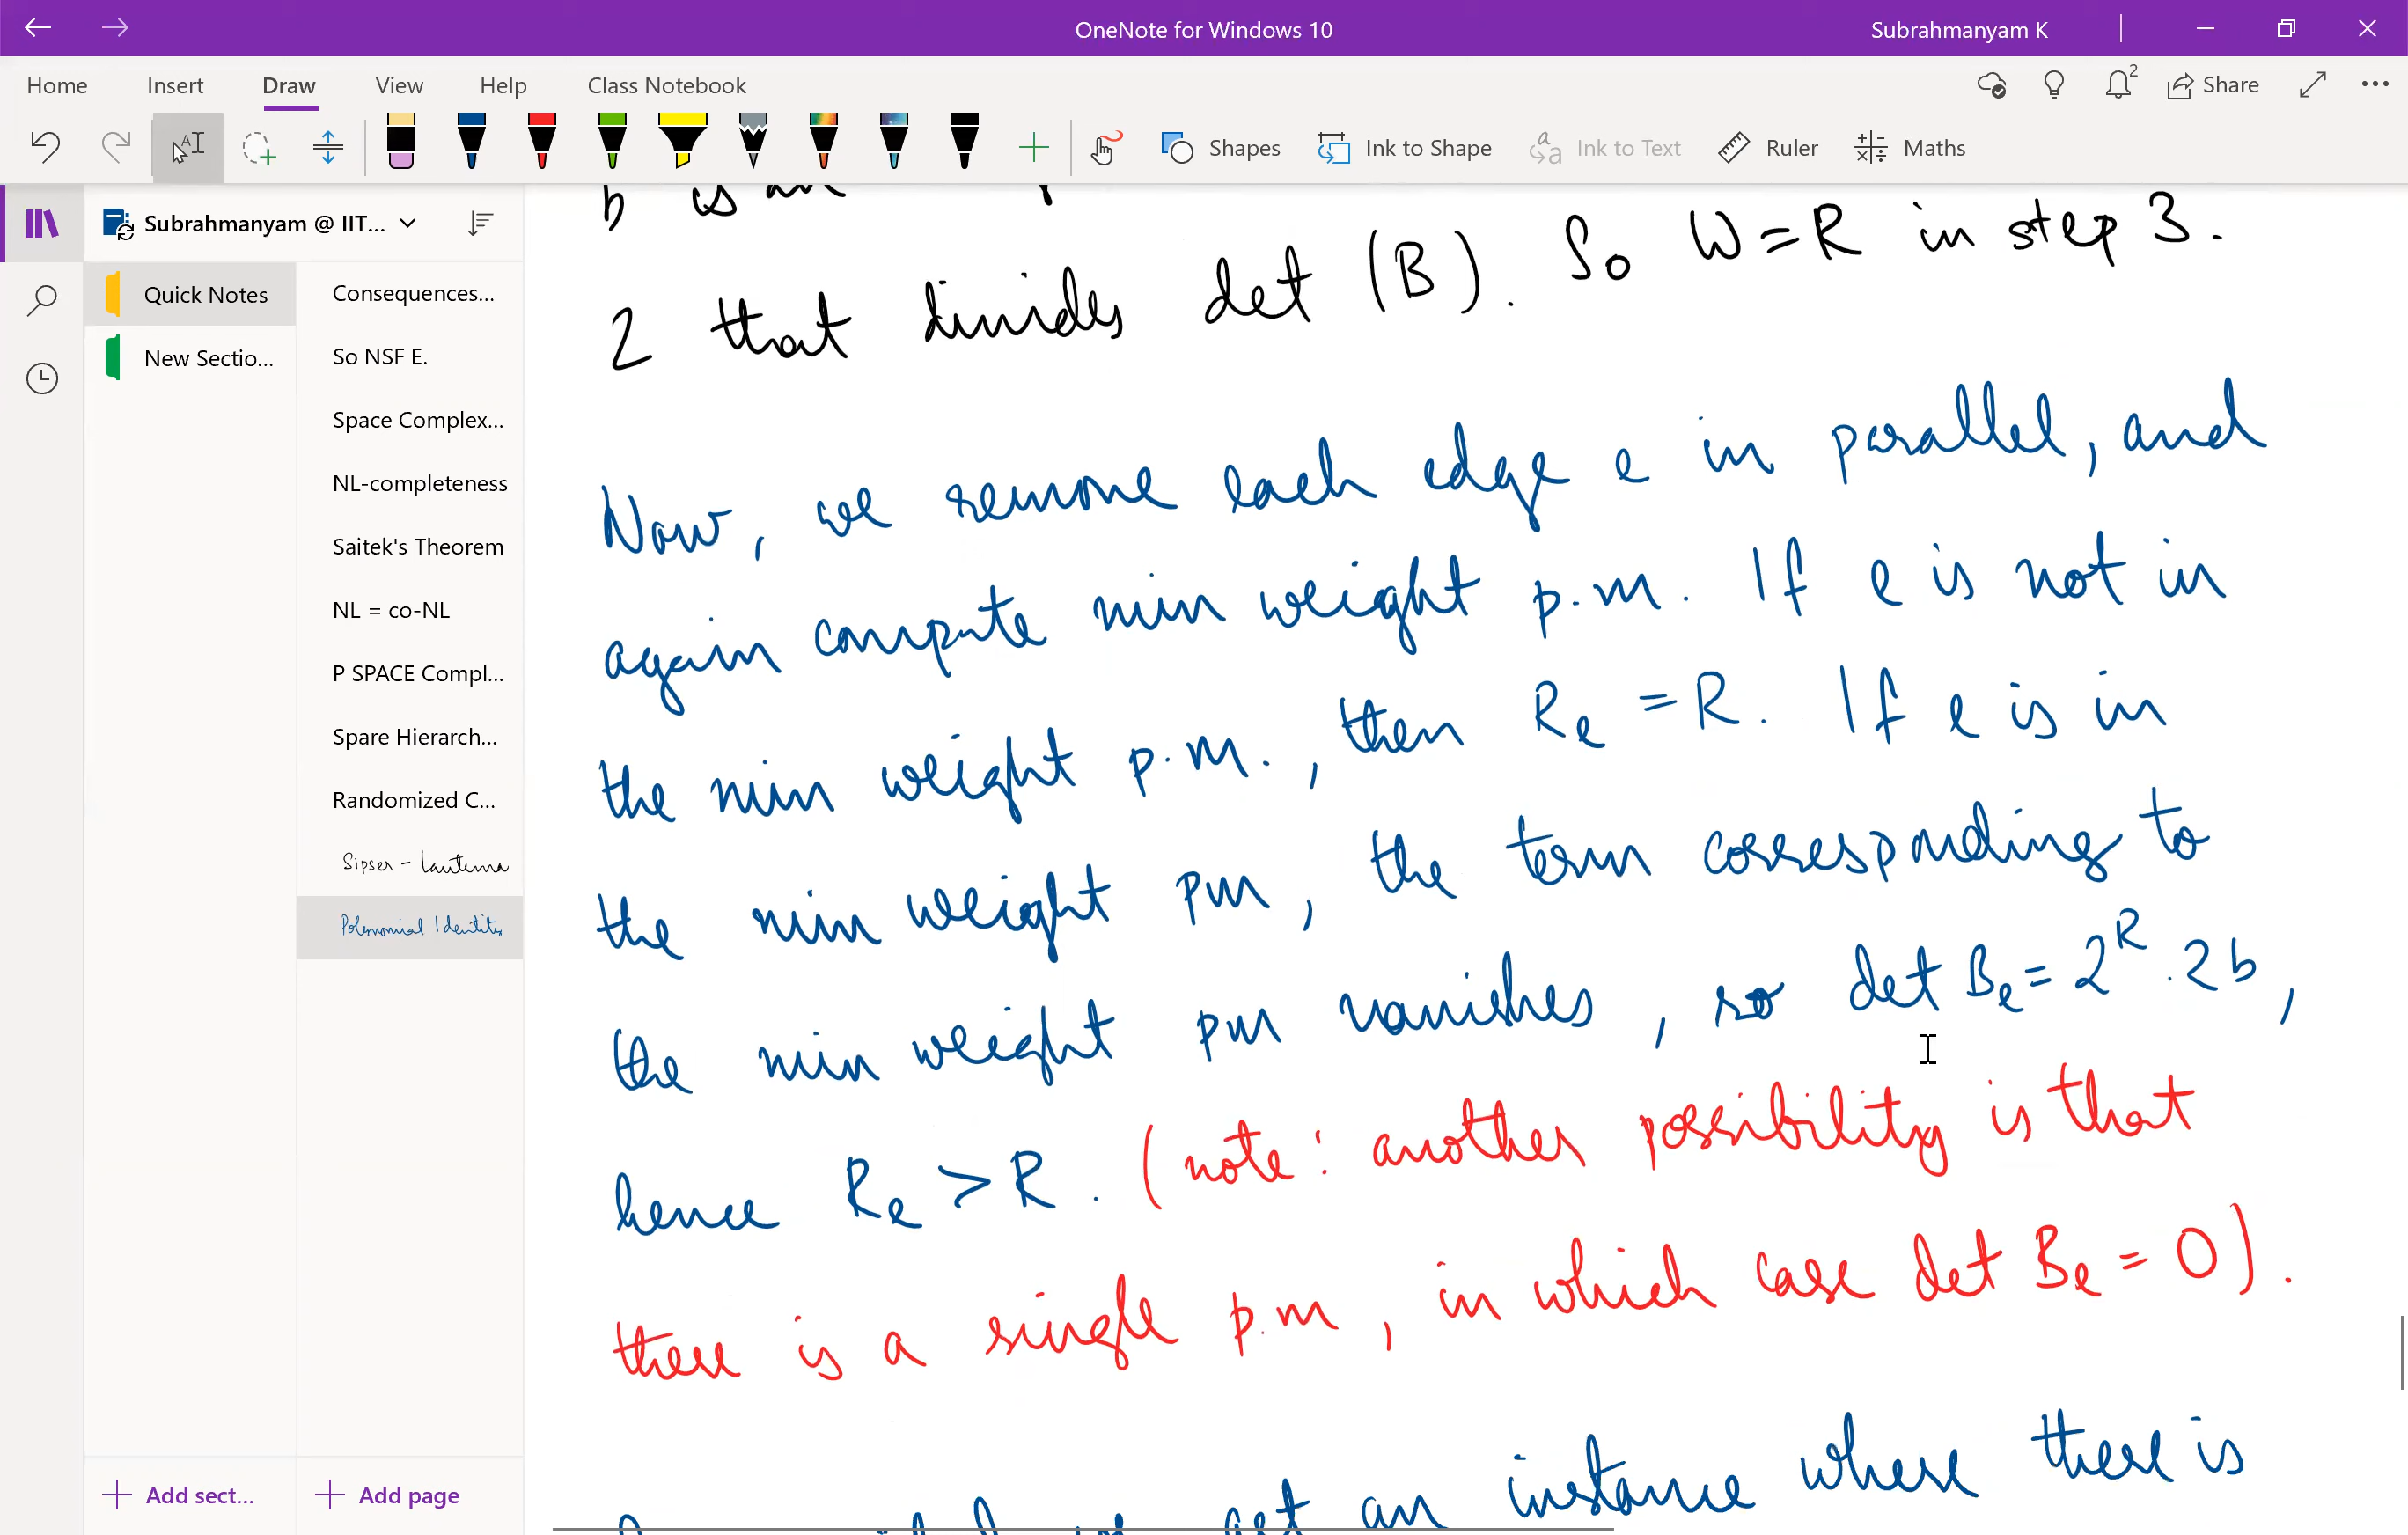 OneNote for Windows 10
Subrahmanyam K
Home Insert Draw View Help Class Notebook
2
Share
Shapes Ink to Shape Ink to Text Ruler Maths
Subrahmanyam @ IIT...
Quick Notes
New Sectio...
Consequences...
So NSF E.
Space Complex...
NL-completeness
Saitek's Theorem
NL = co-NL
P SPACE Compl...
Spare Hierarch...
Randomized C...
Sipser - Lautema
Polynomial Identity
Add sect...
Add page
b is an
2 that divides det (B). So W = R in step 3.
Now, we remove each edge e in parallel, and
again compute min weight p.m. If e is not in
the min weight p.m., then Re = R. If e is in
the min weight pm, the term corresponding to
the min weight pm vanishes, so det Be = 2^R . 2b,
hence Re > R. (note: another possibility is that
there is a single p.m, in which case det Be = 0).
get an instance where there is